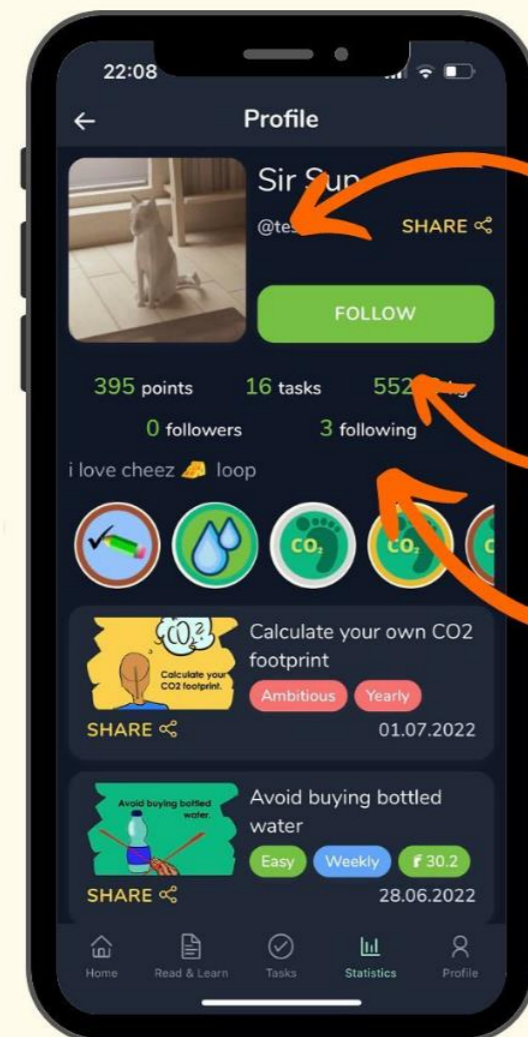 22:08
Profile
Sir Sun
SHARE
FOLLOW
395 points 16 tasks 552
0 followers 3 following
i love cheez 🧀 loop
CO₂ CO₂
CO2
Calculate your
CO2 footprint.
Calculate your own CO2
footprint
Ambitious Yearly
SHARE 01.07.2022
Avoid buying bottled
water.
Avoid buying bottled
water
Easy Weekly 30.2
SHARE 28.06.2022
Home Read & Learn Tasks Statistics Profile